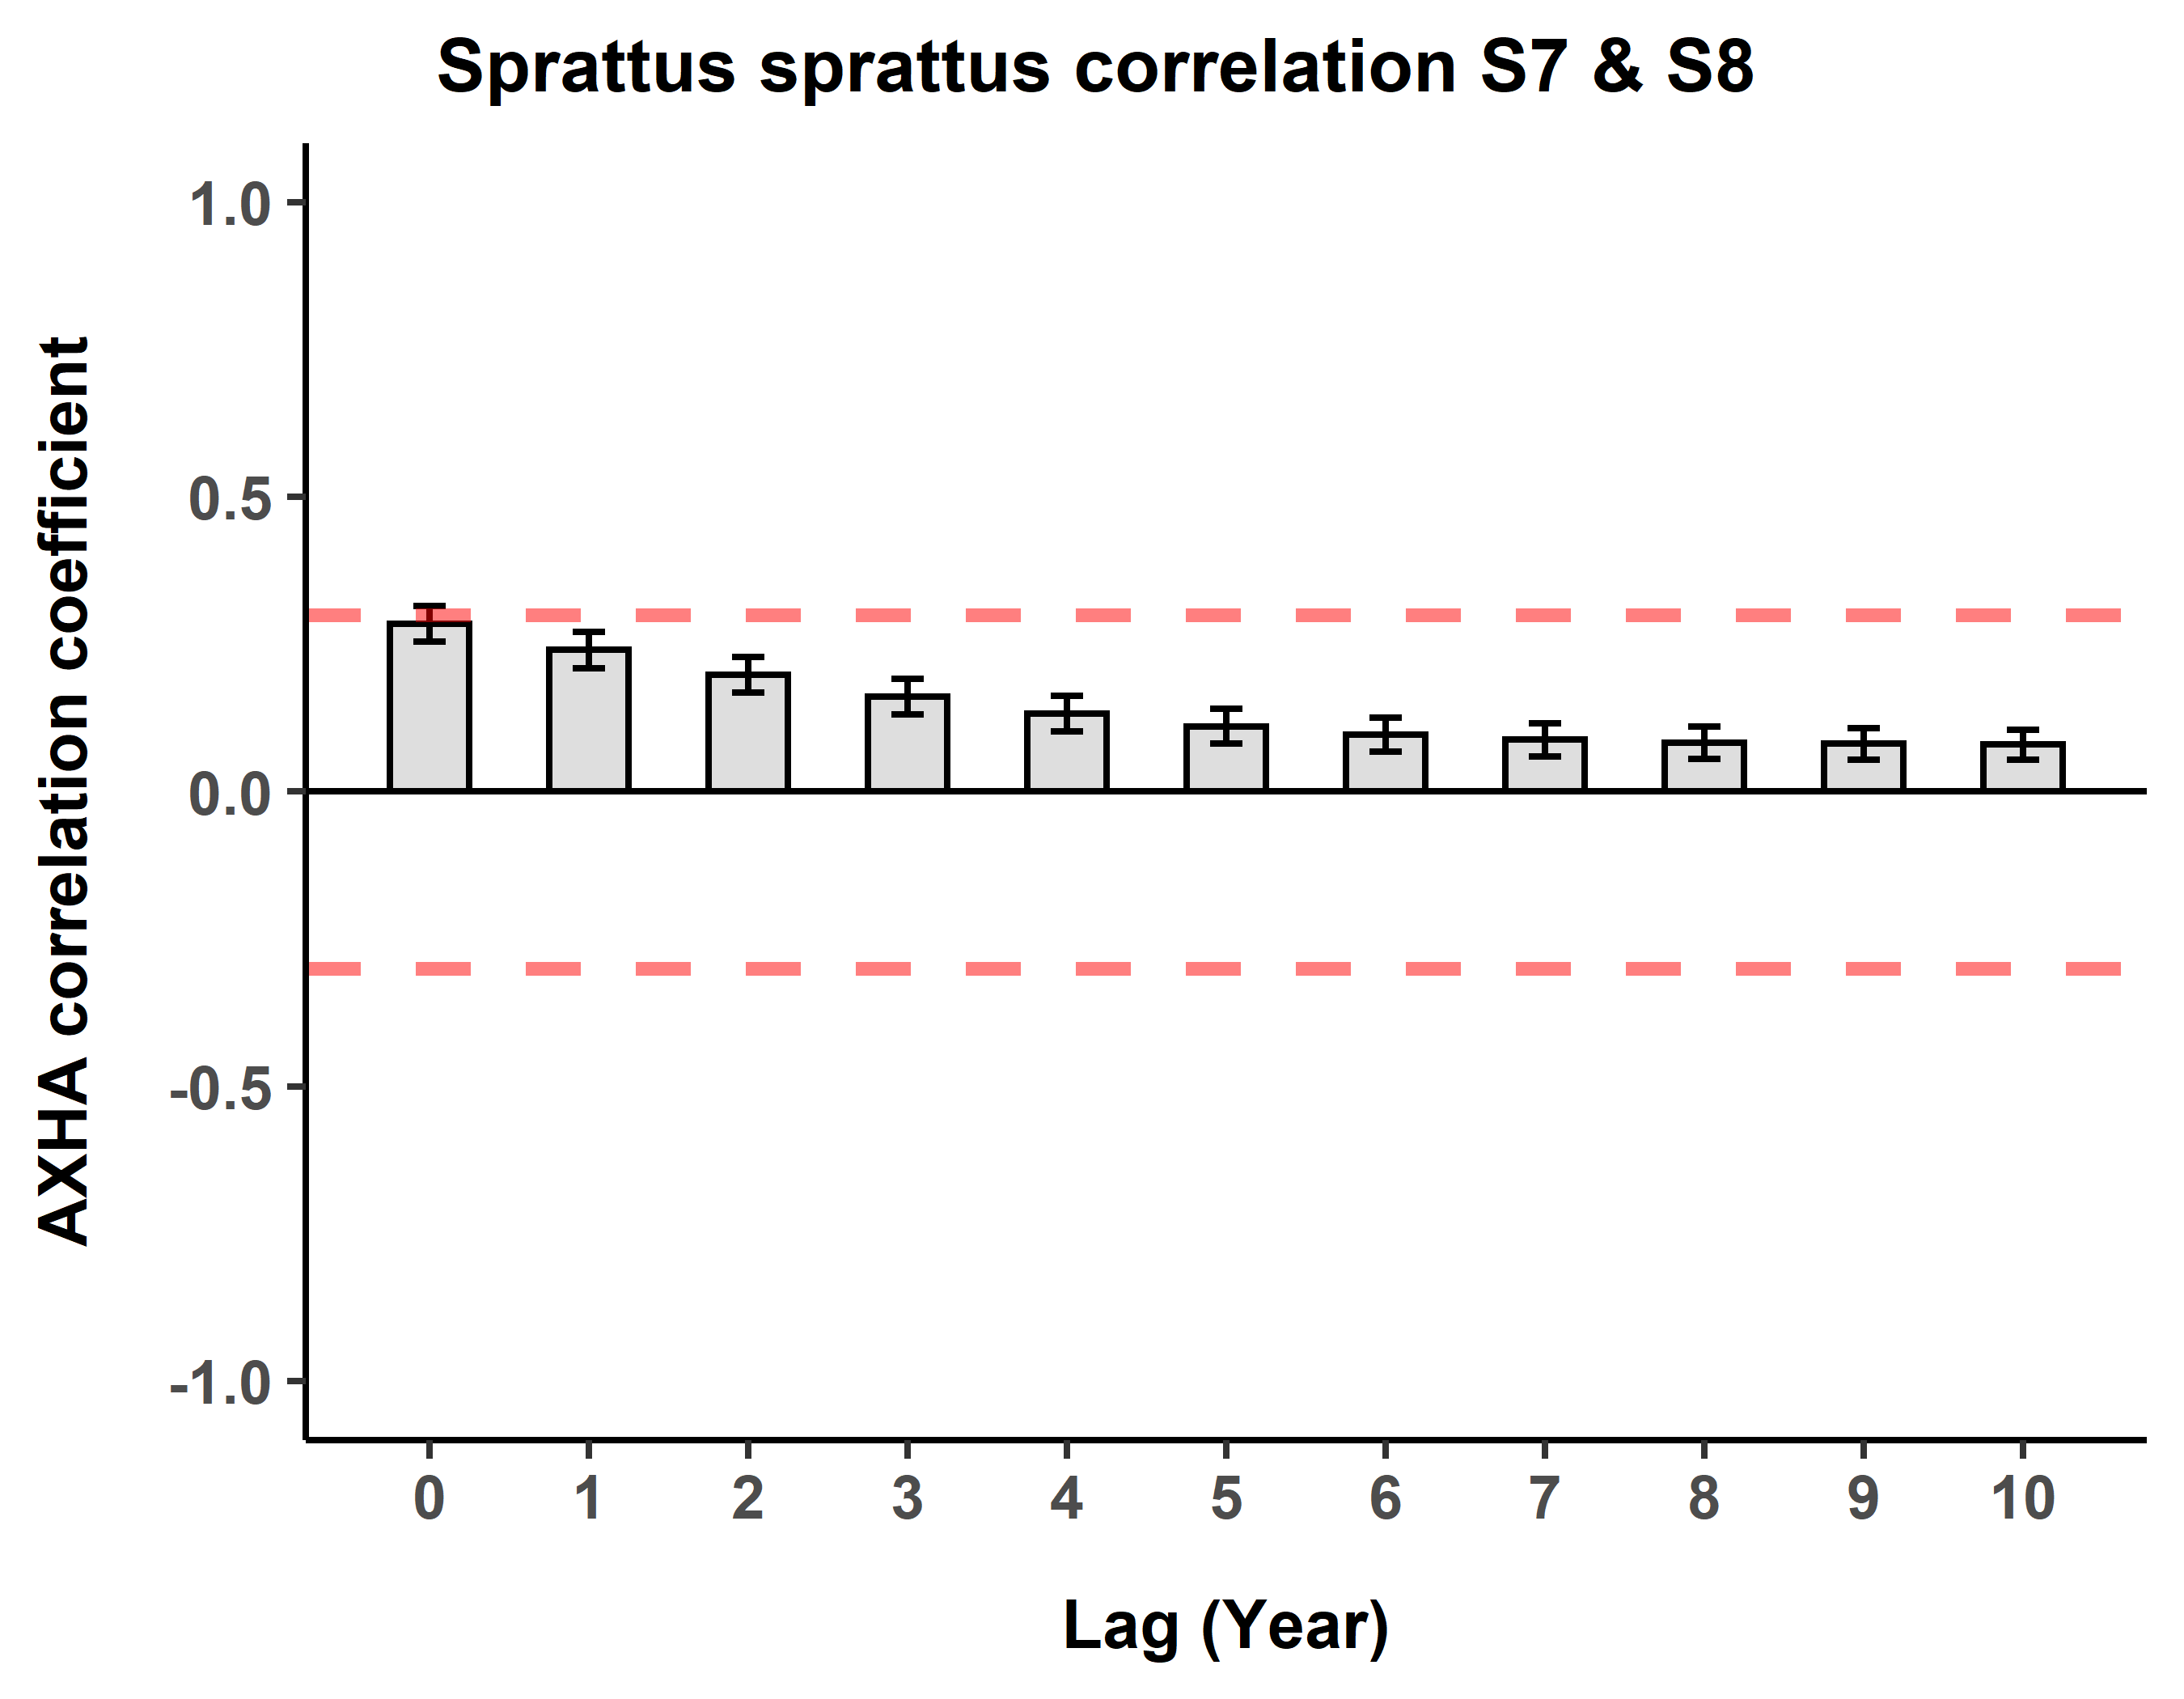 Sprattus sprattus correlation S7 & S8
AXHA correlation coefficient
1.0
0.5
0.0
-0.5
-1.0
0 1 2 3 4 5 6 7 8 9 10
Lag (Year)